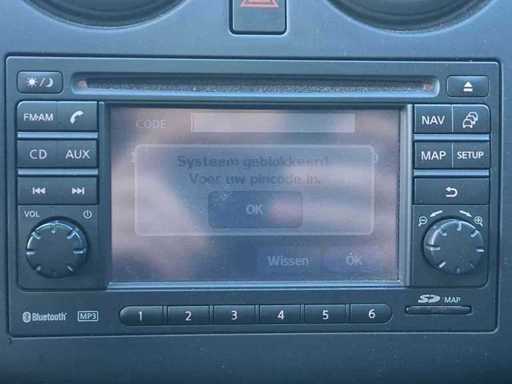 FM·AM
CD AUX
VOL
Bluetooth MP3
CODE
Systeem geblokkeerd.
Voer uw pincode in.
OK
Wissen OK
1 2 3 4 5 6
NAV
MAP SETUP
SD MAP